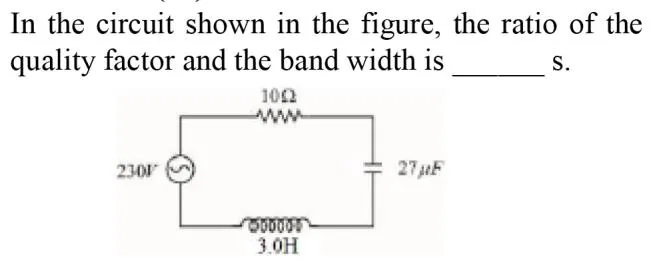 In the circuit shown in the figure, the ratio of the
quality factor and the band width is ______ s.
10Ω
230V
27μF
3.0H